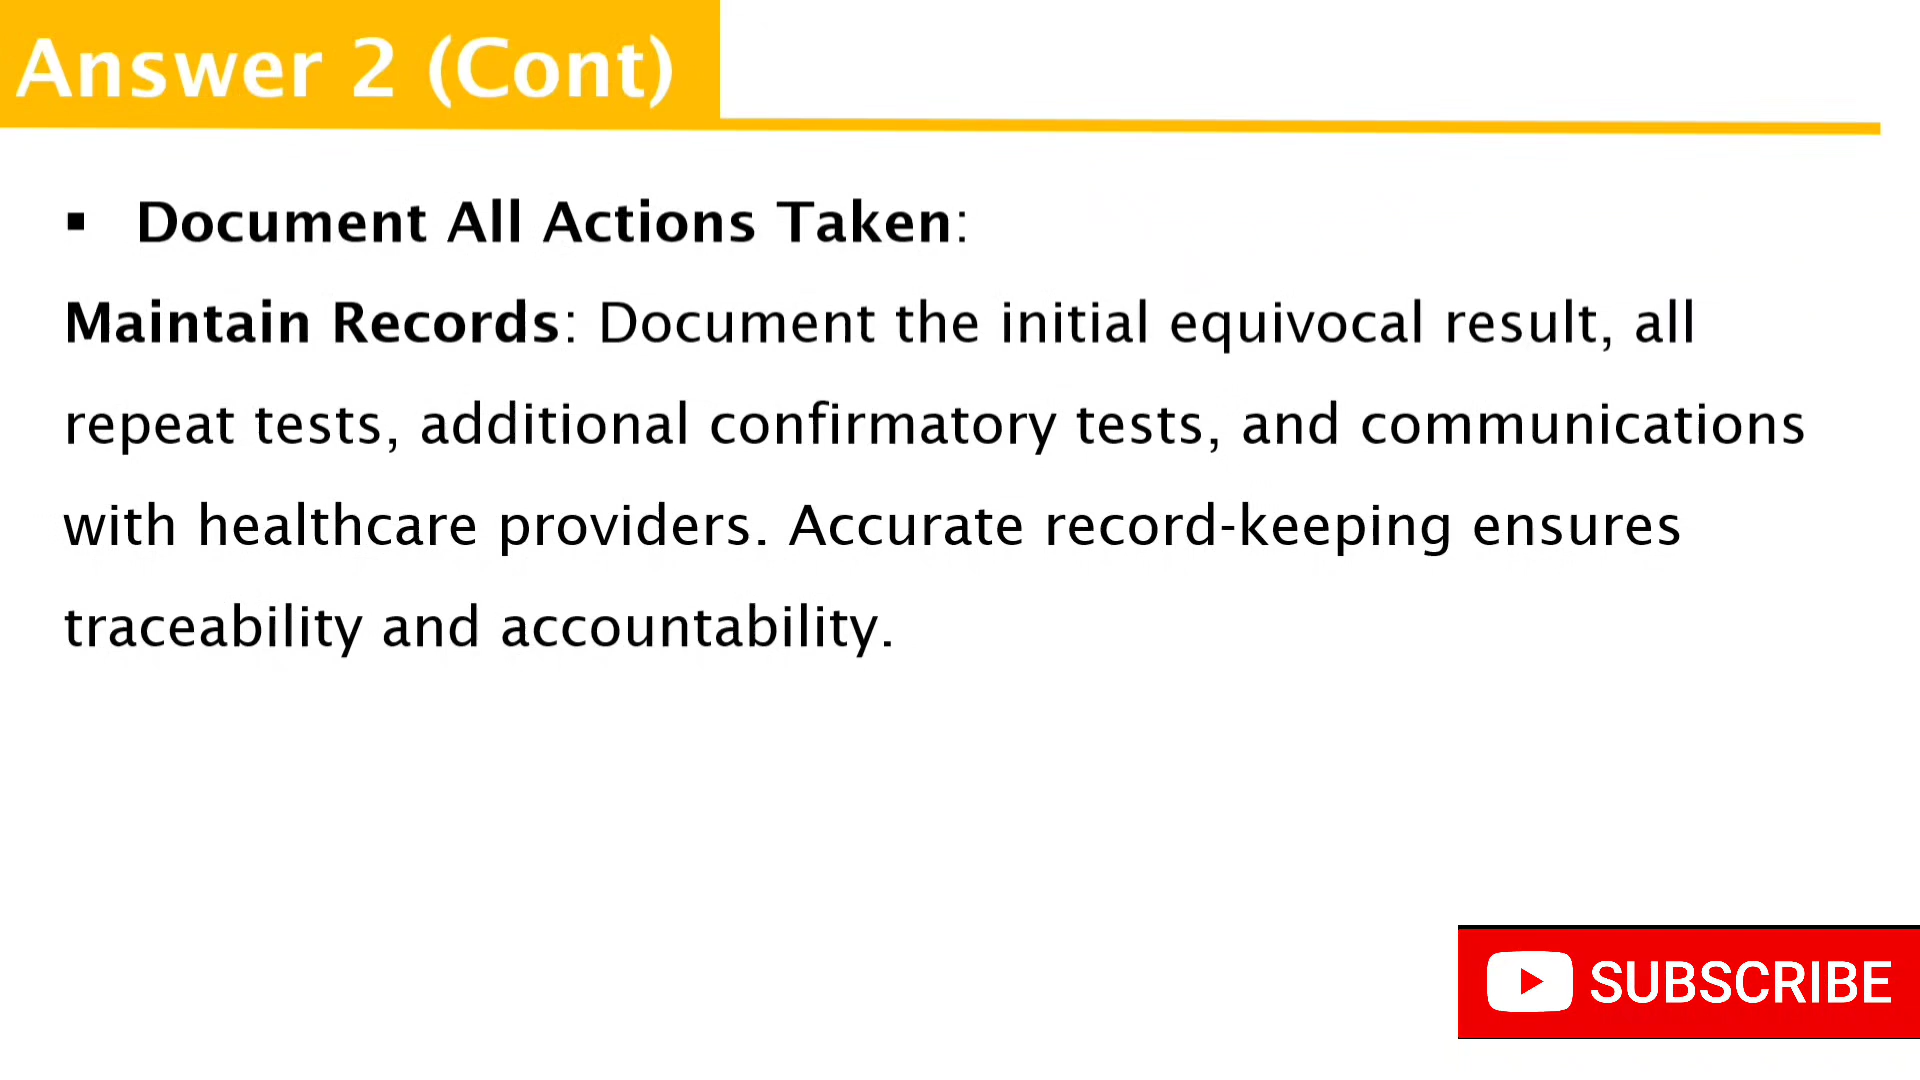 Answer 2 (Cont)
▪ Document All Actions Taken:
Maintain Records: Document the initial equivocal result, all
repeat tests, additional confirmatory tests, and communications
with healthcare providers. Accurate record-keeping ensures
traceability and accountability.
SUBSCRIBE